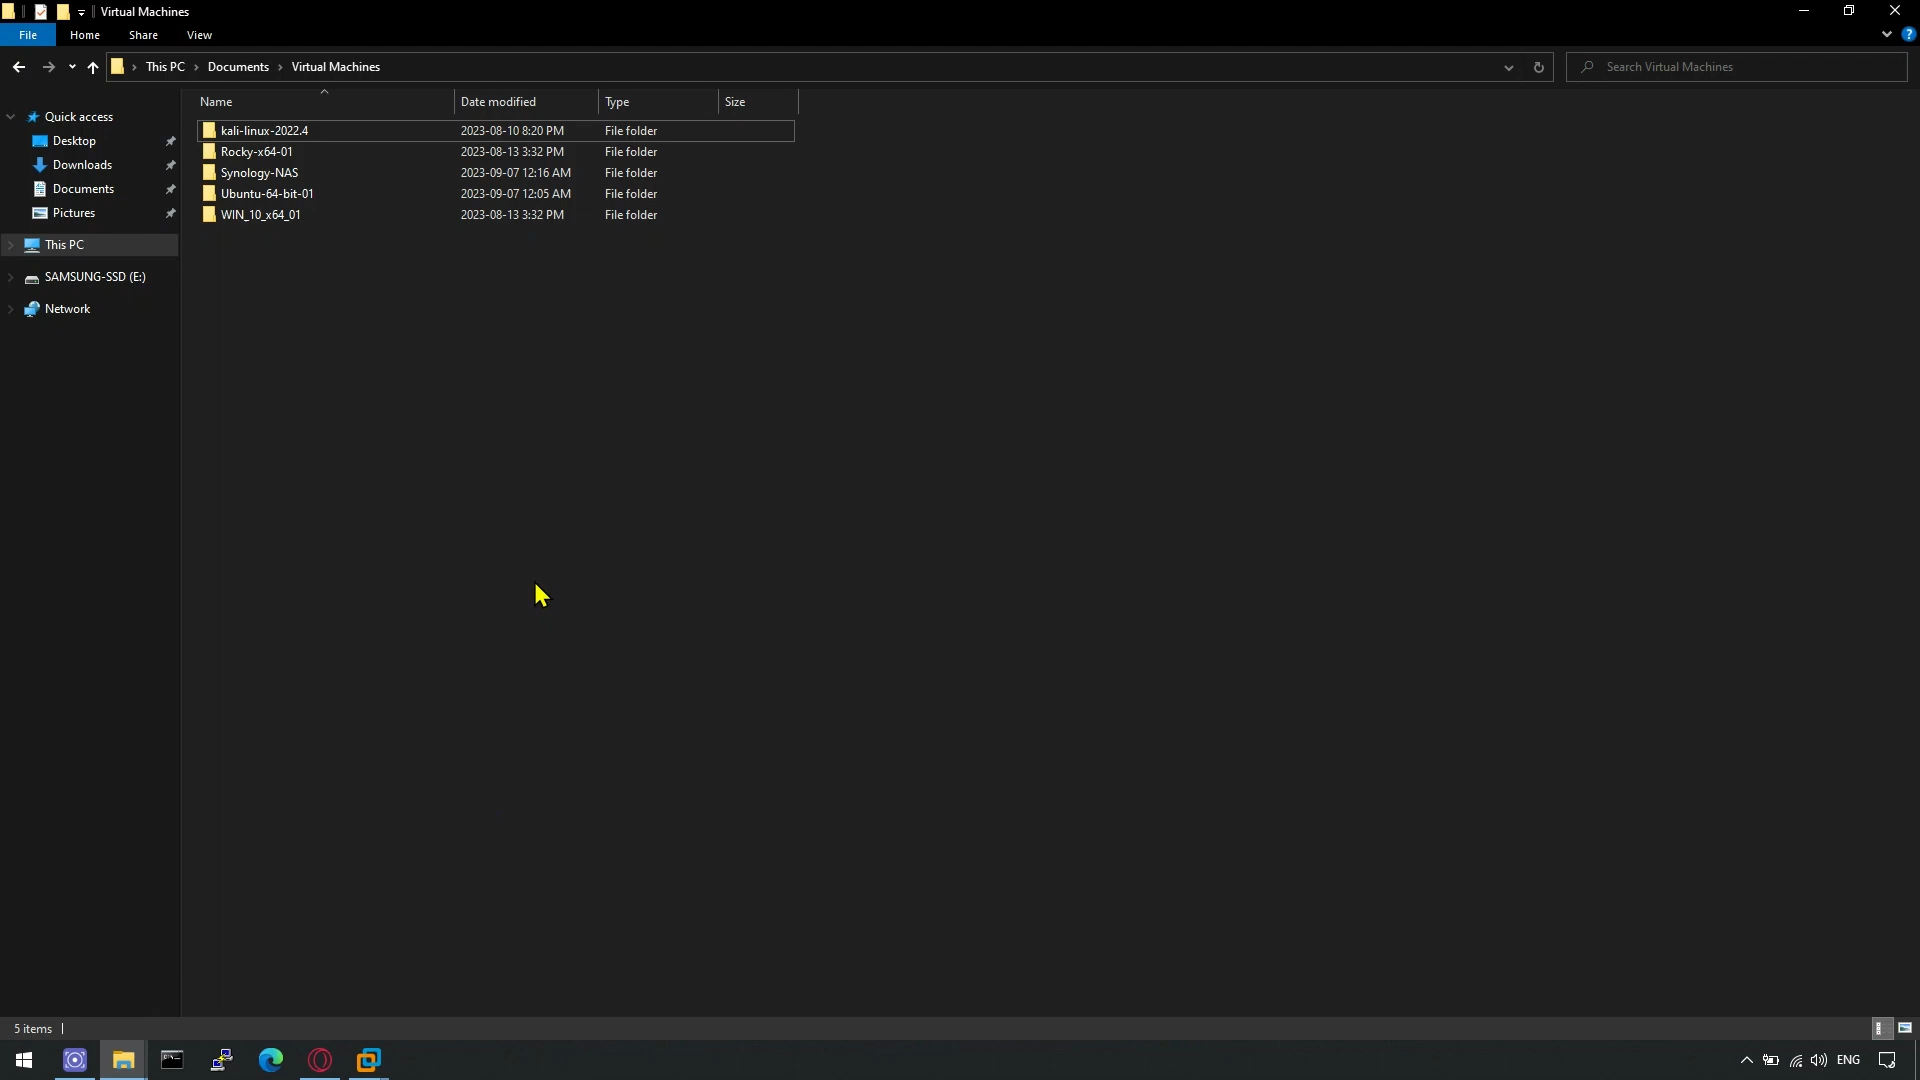 Virtual Machines
File Home Share View
This PC Documents Virtual Machines Search Virtual Machines
Name Date modified Type Size
Quick access
Desktop
Downloads
Documents
Pictures
This PC
SAMSUNG-SSD (E:)
Network
kali-linux-2022.4 2023-08-10 8:20 PM File folder
Rocky-x64-01 2023-08-13 3:32 PM File folder
Synology-NAS 2023-09-07 12:16 AM File folder
Ubuntu-64-bit-01 2023-09-07 12:05 AM File folder
WIN_10_x64_01 2023-08-13 3:32 PM File folder
5 items
ENG